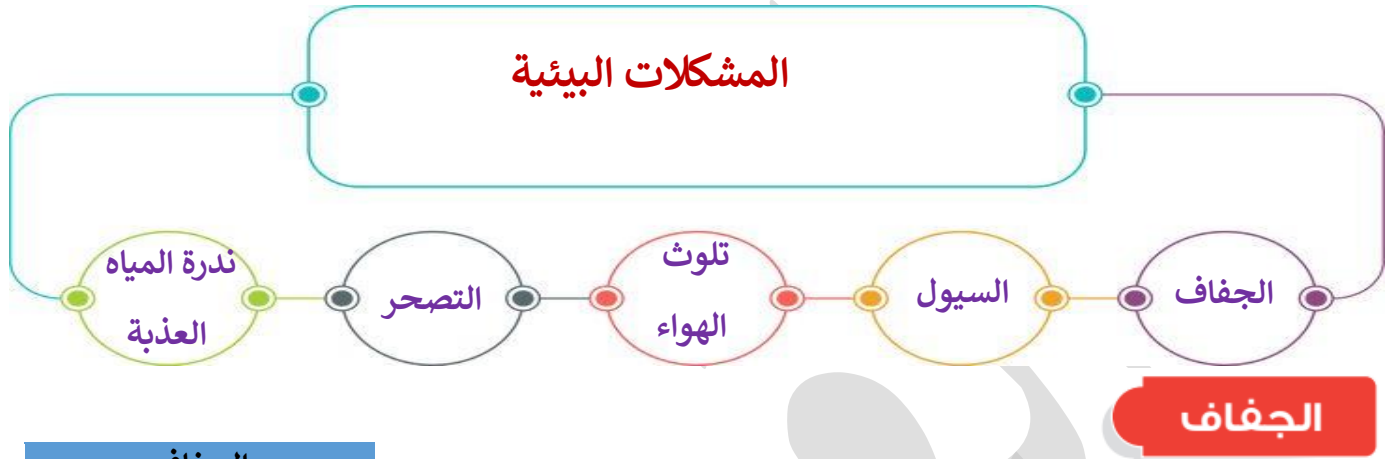 المشكلات البيئية
الجفاف
السيول
تلوث
الهواء
التصحر
ندرة المياه
العذبة
الجفاف